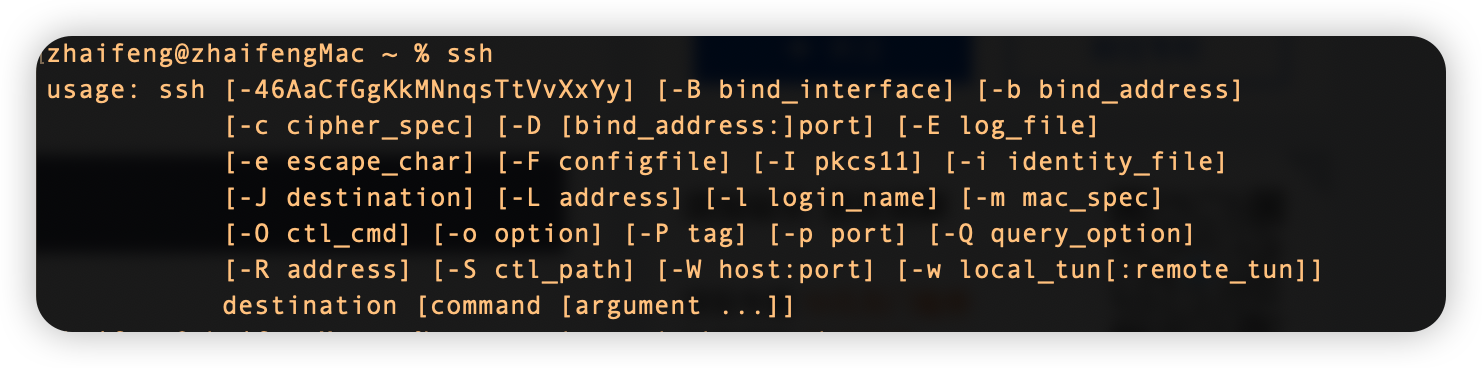 zhaifeng@zhaifengMac ~ % ssh
usage: ssh [-46AaCfGgKkMNnqsTtVvXxYy] [-B bind_interface] [-b bind_address]
           [-c cipher_spec] [-D [bind_address:]port] [-E log_file]
           [-e escape_char] [-F configfile] [-I pkcs11] [-i identity_file]
           [-J destination] [-L address] [-l login_name] [-m mac_spec]
           [-O ctl_cmd] [-o option] [-P tag] [-p port] [-Q query_option]
           [-R address] [-S ctl_path] [-W host:port] [-w local_tun[:remote_tun]]
           destination [command [argument ...]]